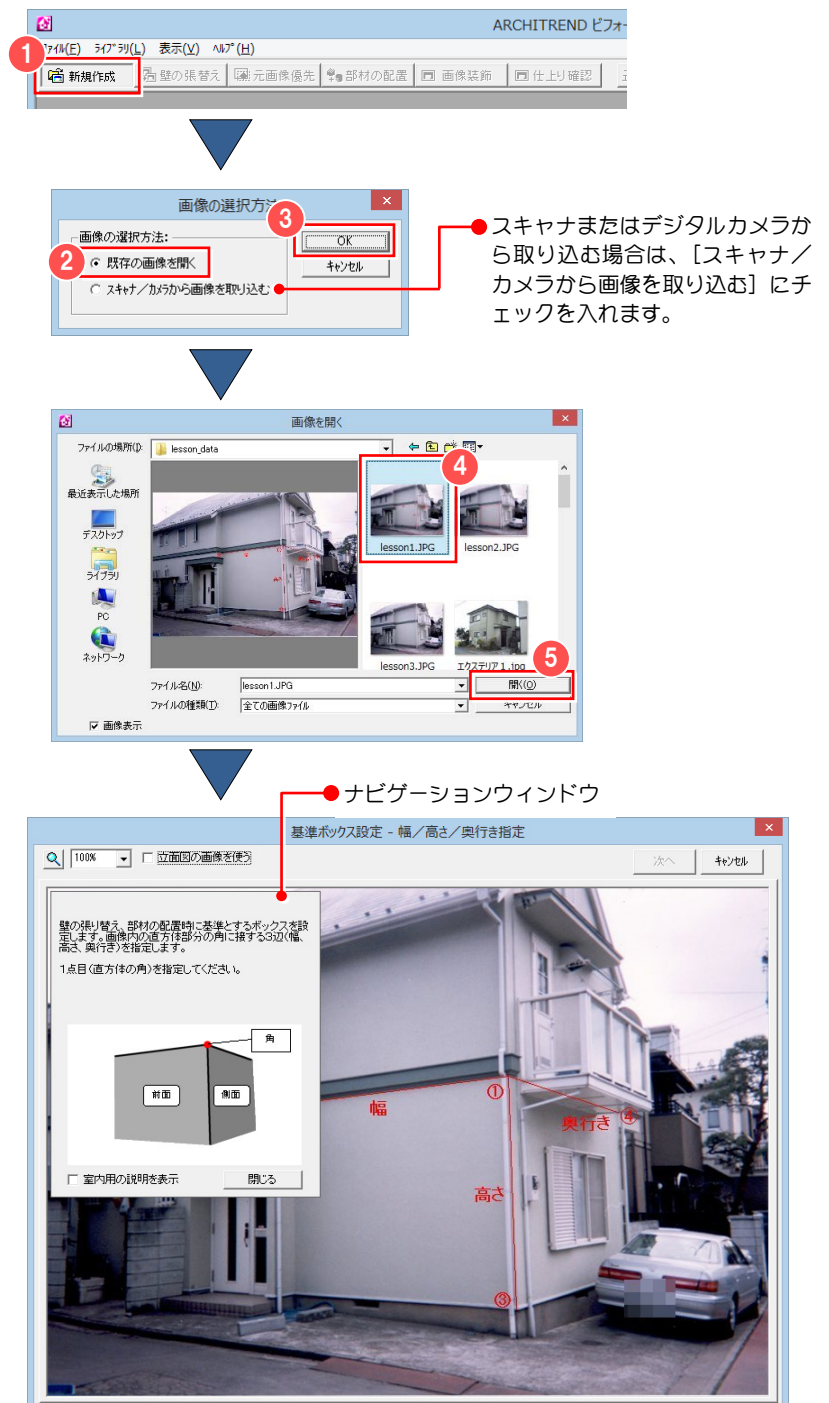 ARCHITREND ビフォー
1
ﾌｧｲﾙ(F) ﾗｲﾌﾞﾗﾘ(L) 表示(V) ﾍﾙﾌﾟ(H)
新規作成 壁の張替え 元画像優先 部材の配置 画像装飾 仕上り確認
画像の選択方法
3
画像の選択方法:
OK
2
既存の画像を開く
ｷｬﾝｾﾙ
ｽｷｬﾅ／ｶﾒﾗから画像を取り込む
スキャナまたはデジタルカメラか
ら取り込む場合は、［スキャナ／
カメラから画像を取り込む］にチ
ェックを入れます。
画像を開く
ファイルの場所(I): lesson_data
4
最近表示した場所
デスクトップ
ライブラリ
PC
ネットワーク
lesson1.JPG lesson2.JPG
lesson3.JPG エクステリア1.jpg
5
ファイル名(N): lesson1.JPG 開く(O)
ファイルの種類(T): 全ての画像ﾌｧｲﾙ キャンセル
画像表示
ナビゲーションウィンドウ
基準ボックス設定 - 幅／高さ／奥行き指定
100% 立面図の画像を使う 次へ ｷｬﾝｾﾙ
壁の張り替え、部材の配置時に基準とするボックスを設
定します。画像内の直方体部分の角に接する3辺(幅、
高さ、奥行き)を指定します。
1点目(直方体の角)を指定してください。
角
前面 側面
室内用の説明を表示 閉じる
幅 ① 奥行き ④
高さ
③